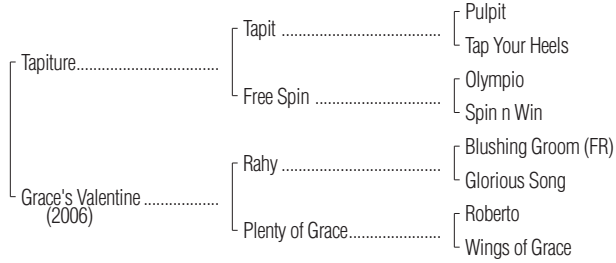 Pulpit
Tapit ........................................
Tap Your Heels
Tapiture..................................
Olympio
Free Spin ................................
Spin n Win
Blushing Groom (FR)
Rahy ........................................
Glorious Song
Grace's Valentine ..................
(2006)
Roberto
Plenty of Grace.......................
Wings of Grace